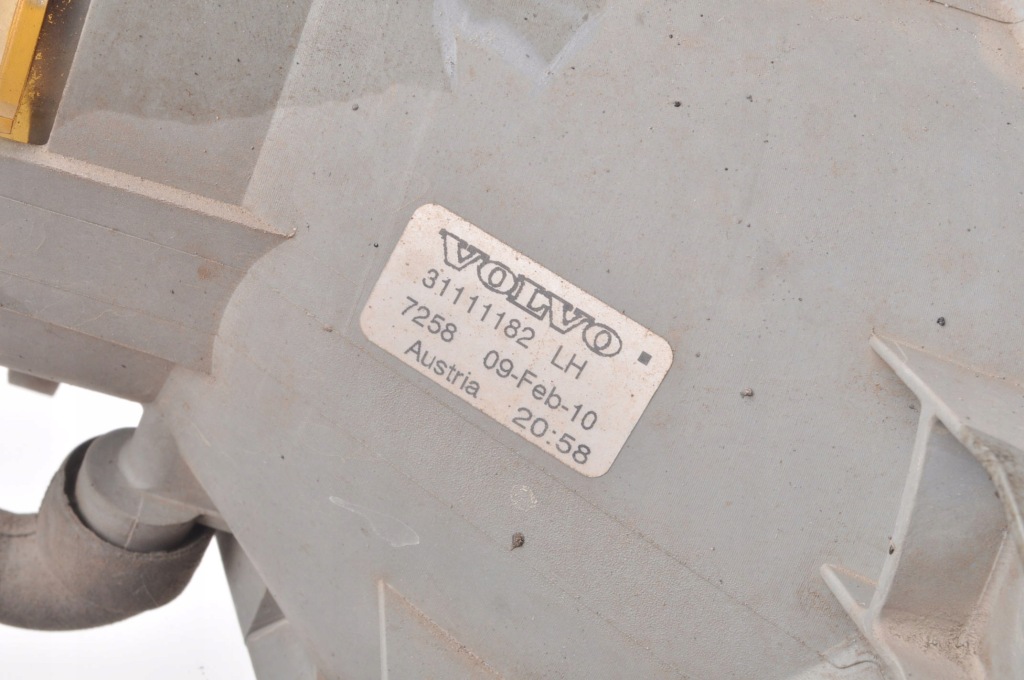 VOLVO
31111182 LH
7258 09-Feb-10
Austria 20:58